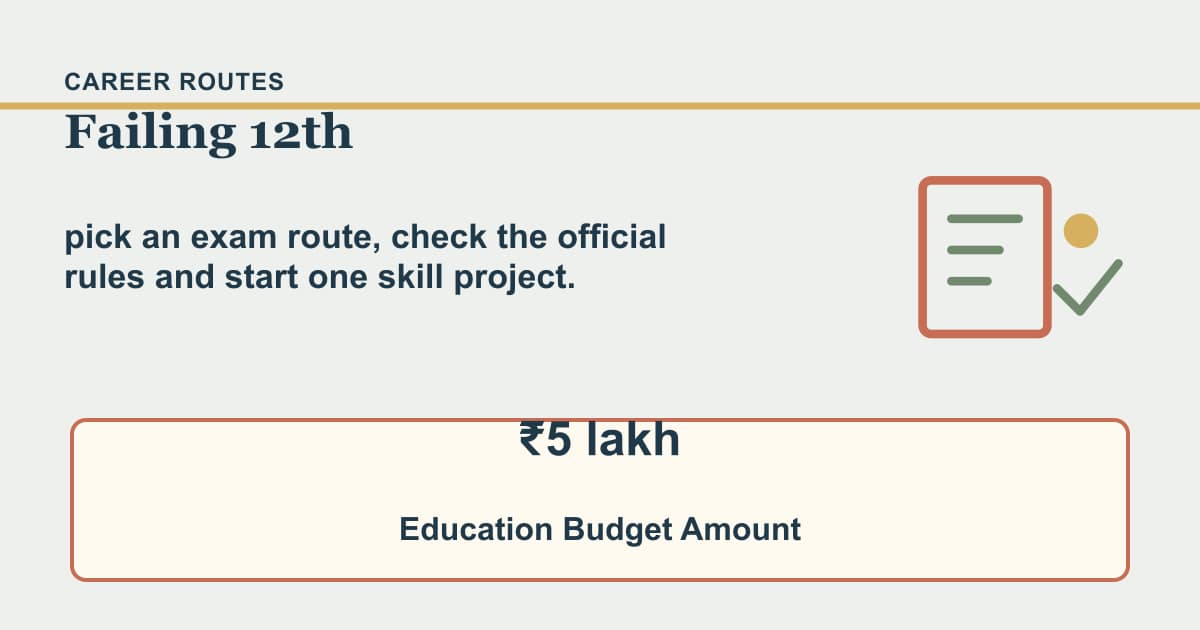 CAREER ROUTES
Failing 12th
pick an exam route, check the official
rules and start one skill project.
₹5 lakh
Education Budget Amount